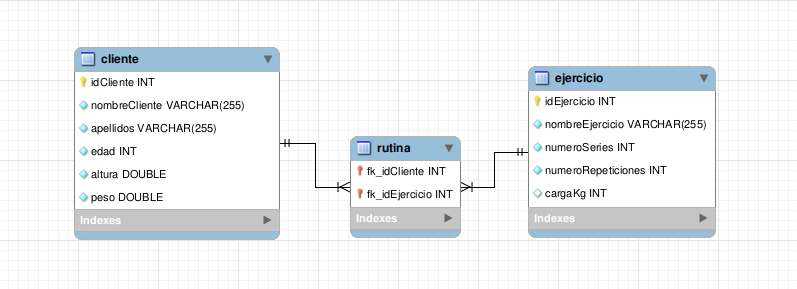 cliente
idCliente INT
nombreCliente VARCHAR(255)
apellidos VARCHAR(255)
edad INT
altura DOUBLE
peso DOUBLE
Indexes
rutina
fk_idCliente INT
fk_idEjercicio INT
Indexes
ejercicio
idEjercicio INT
nombreEjercicio VARCHAR(255)
numeroSeries INT
numeroRepeticiones INT
cargaKg INT
Indexes